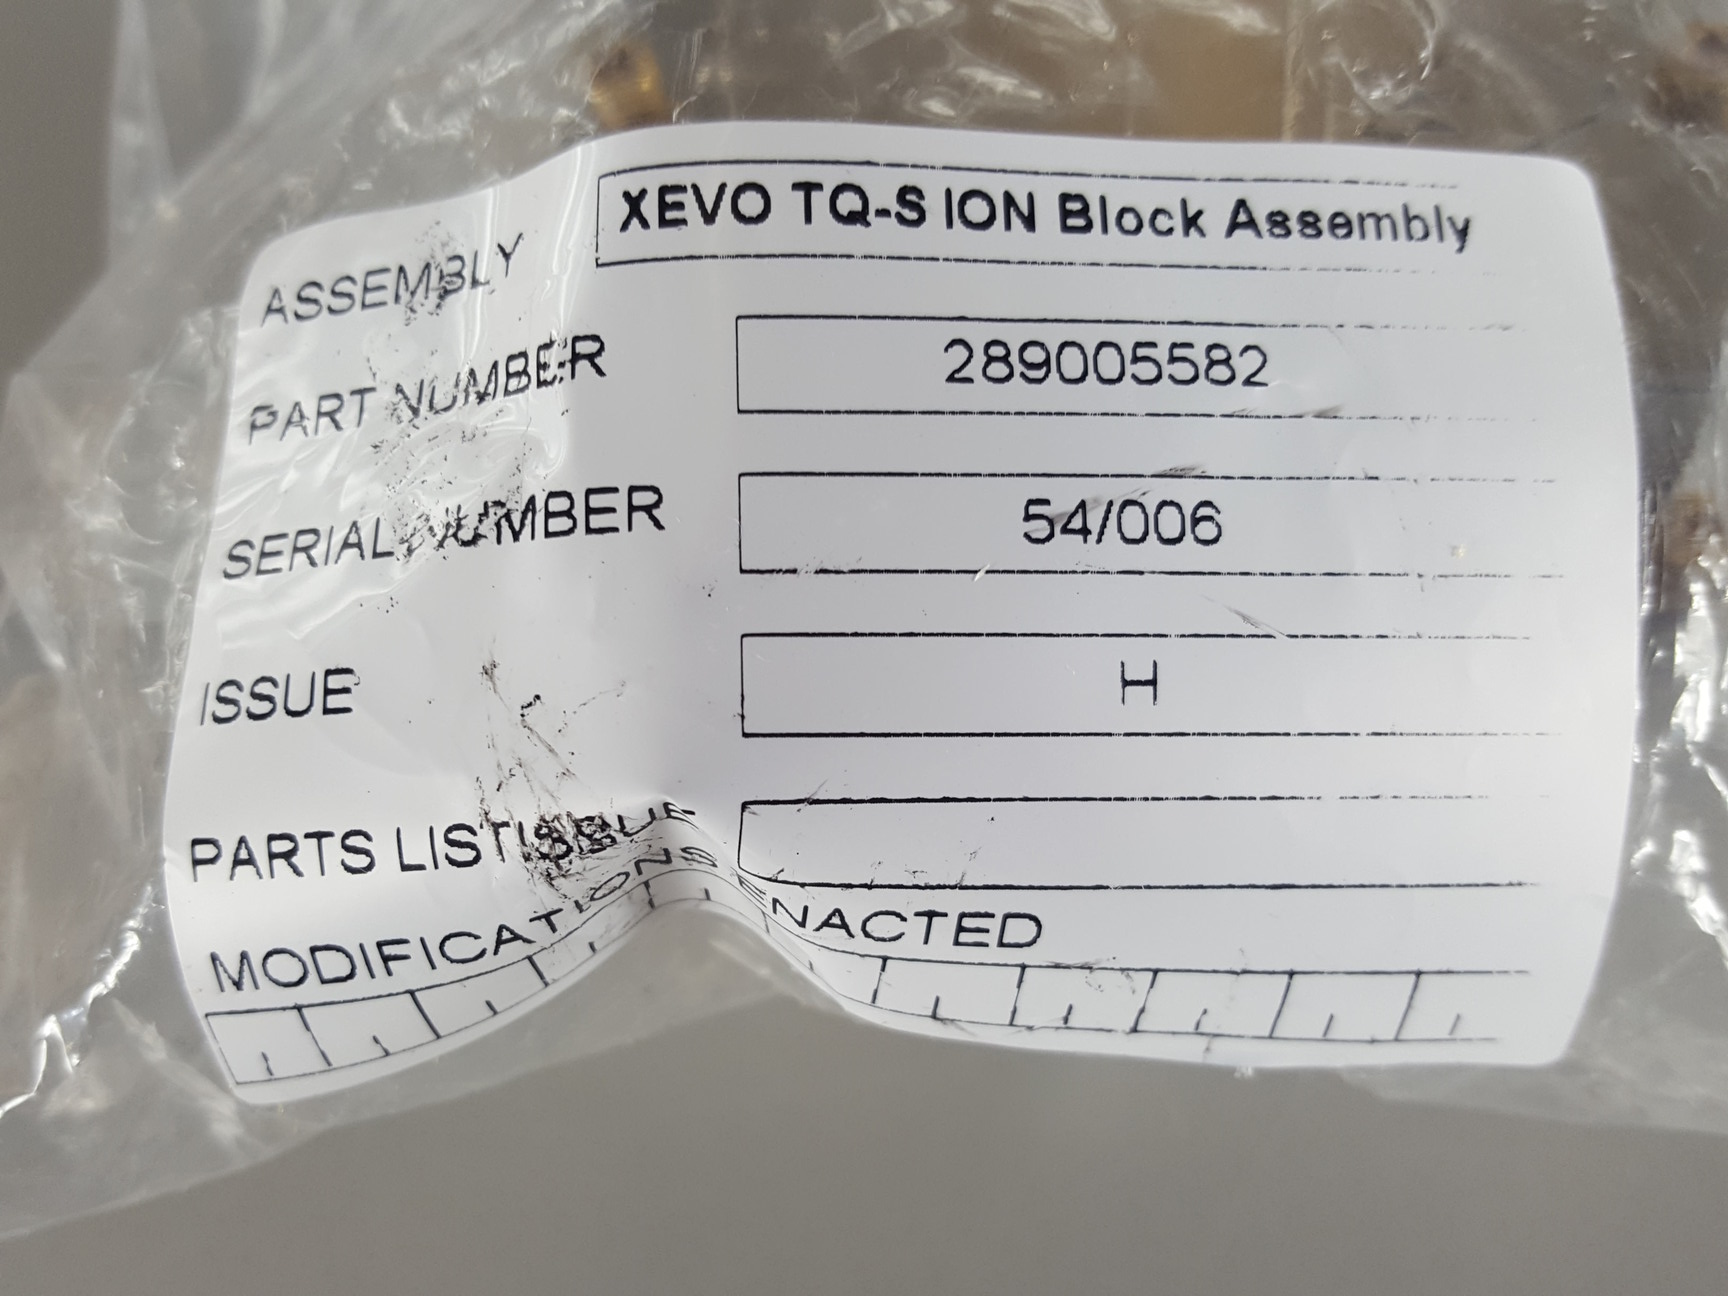 ASSEMBLY XEVO TQ-S ION Block Assembly
PART NUMBER 289005582
SERIAL NUMBER 54/006
ISSUE H
PARTS LIST ISSUE
MODIFICATIONS ENACTED